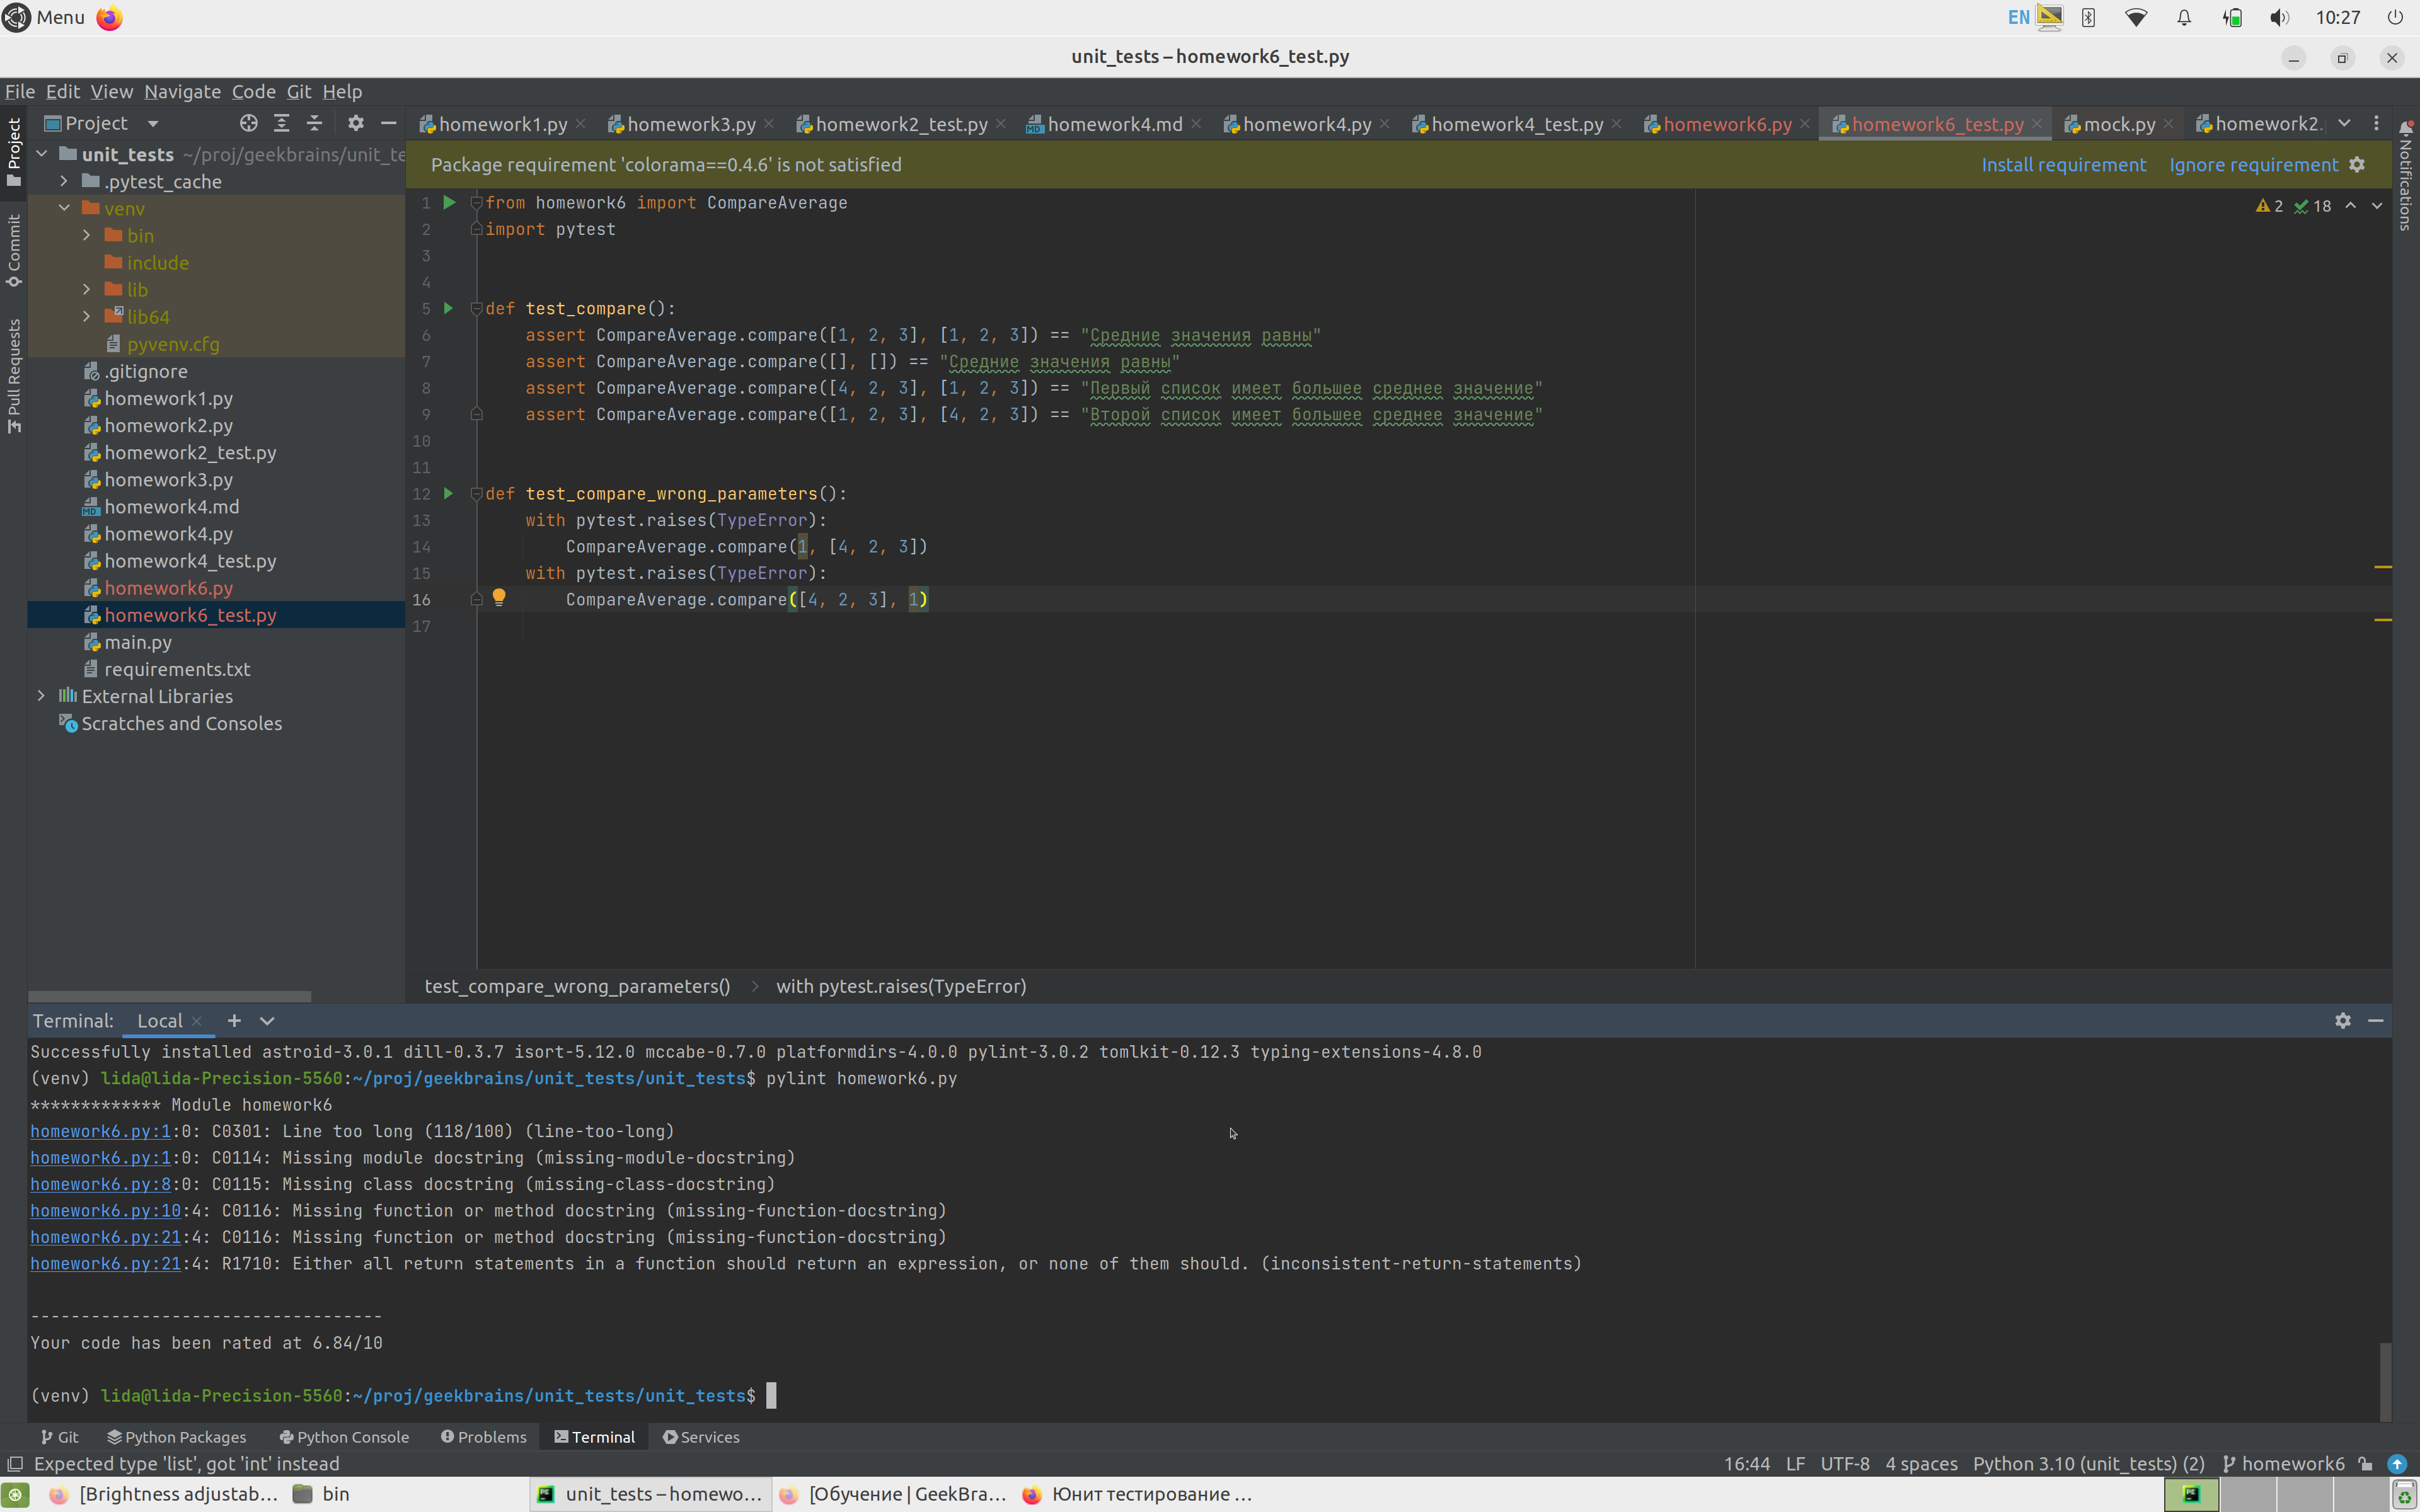 Menu
EN
10:27
unit_tests – homework6_test.py
File Edit View Navigate Code Git Help
Project
homework1.py
homework3.py
homework2_test.py
homework4.md
homework4.py
homework4_test.py
homework6.py
homework6_test.py
mock.py
homework2.
Project
Commit
Pull Requests
Notifications
unit_tests ~/proj/geekbrains/unit_te
.pytest_cache
venv
bin
include
lib
lib64
pyvenv.cfg
.gitignore
homework1.py
homework2.py
homework2_test.py
homework3.py
homework4.md
homework4.py
homework4_test.py
homework6.py
homework6_test.py
main.py
requirements.txt
External Libraries
Scratches and Consoles
Package requirement 'colorama==0.4.6' is not satisfied
Install requirement Ignore requirement
2 18
1 from homework6 import CompareAverage
2 import pytest
3
4
5 def test_compare():
6 assert CompareAverage.compare([1, 2, 3], [1, 2, 3]) == "Средние значения равны"
7 assert CompareAverage.compare([], []) == "Средние значения равны"
8 assert CompareAverage.compare([4, 2, 3], [1, 2, 3]) == "Первый список имеет большее среднее значение"
9 assert CompareAverage.compare([1, 2, 3], [4, 2, 3]) == "Второй список имеет большее среднее значение"
10
11
12 def test_compare_wrong_parameters():
13 with pytest.raises(TypeError):
14 CompareAverage.compare(1, [4, 2, 3])
15 with pytest.raises(TypeError):
16 CompareAverage.compare([4, 2, 3], 1)
17
test_compare_wrong_parameters() > with pytest.raises(TypeError)
Terminal: Local
Successfully installed astroid-3.0.1 dill-0.3.7 isort-5.12.0 mccabe-0.7.0 platformdirs-4.0.0 pylint-3.0.2 tomlkit-0.12.3 typing-extensions-4.8.0
(venv) lida@lida-Precision-5560:~/proj/geekbrains/unit_tests/unit_tests$ pylint homework6.py
************* Module homework6
homework6.py:1:0: C0301: Line too long (118/100) (line-too-long)
homework6.py:1:0: C0114: Missing module docstring (missing-module-docstring)
homework6.py:8:0: C0115: Missing class docstring (missing-class-docstring)
homework6.py:10:4: C0116: Missing function or method docstring (missing-function-docstring)
homework6.py:21:4: C0116: Missing function or method docstring (missing-function-docstring)
homework6.py:21:4: R1710: Either all return statements in a function should return an expression, or none of them should. (inconsistent-return-statements)
-----------------------------------
Your code has been rated at 6.84/10
(venv) lida@lida-Precision-5560:~/proj/geekbrains/unit_tests/unit_tests$
Git Python Packages Python Console Problems Terminal Services
Expected type 'list', got 'int' instead
16:44 LF UTF-8 4 spaces Python 3.10 (unit_tests) (2) homework6
[Brightness adjustab...
bin
unit_tests – homewo...
[Обучение | GeekBra...
Юнит тестирование ...